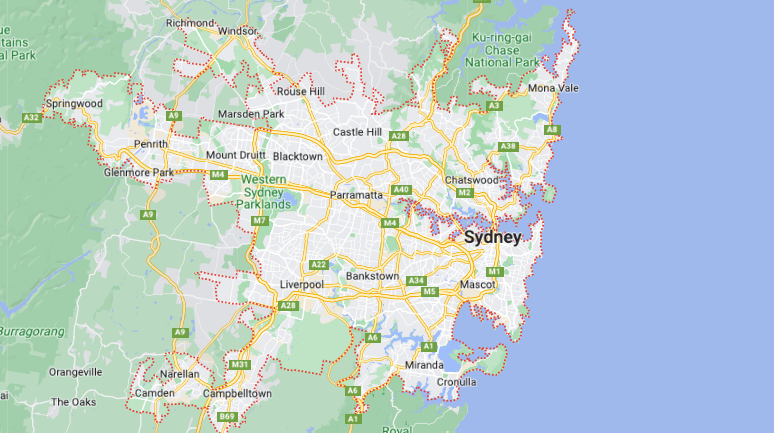 Richmond
Windsor
Ku-ring-gai
Chase
National Park
ue
tains
al Park
Rouse Hill
Mona Vale
Springwood
A3
A9
Marsden Park
A32
Castle Hill
A28
A8
Penrith
A38
Mount Druitt
Blacktown
Glenmore Park
M4
Western
Sydney
Parklands
Chatswood
M2
A40
Parramatta
A9
M7
M4
Sydney
A22
M1
Bankstown
Liverpool
A34
M5
Mascot
A28
Burragorang
A9
A6
A1
M31
Miranda
Orangeville
Narellan
Cronulla
Camden
Campbelltown
A6
ai
The Oaks
B69
A1
Royal